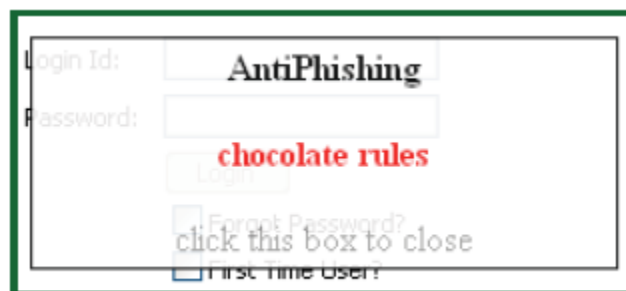 Login Id:
AntiPhishing
Password:
chocolate rules
Login
Forgot Password?
click this box to close
First Time User?